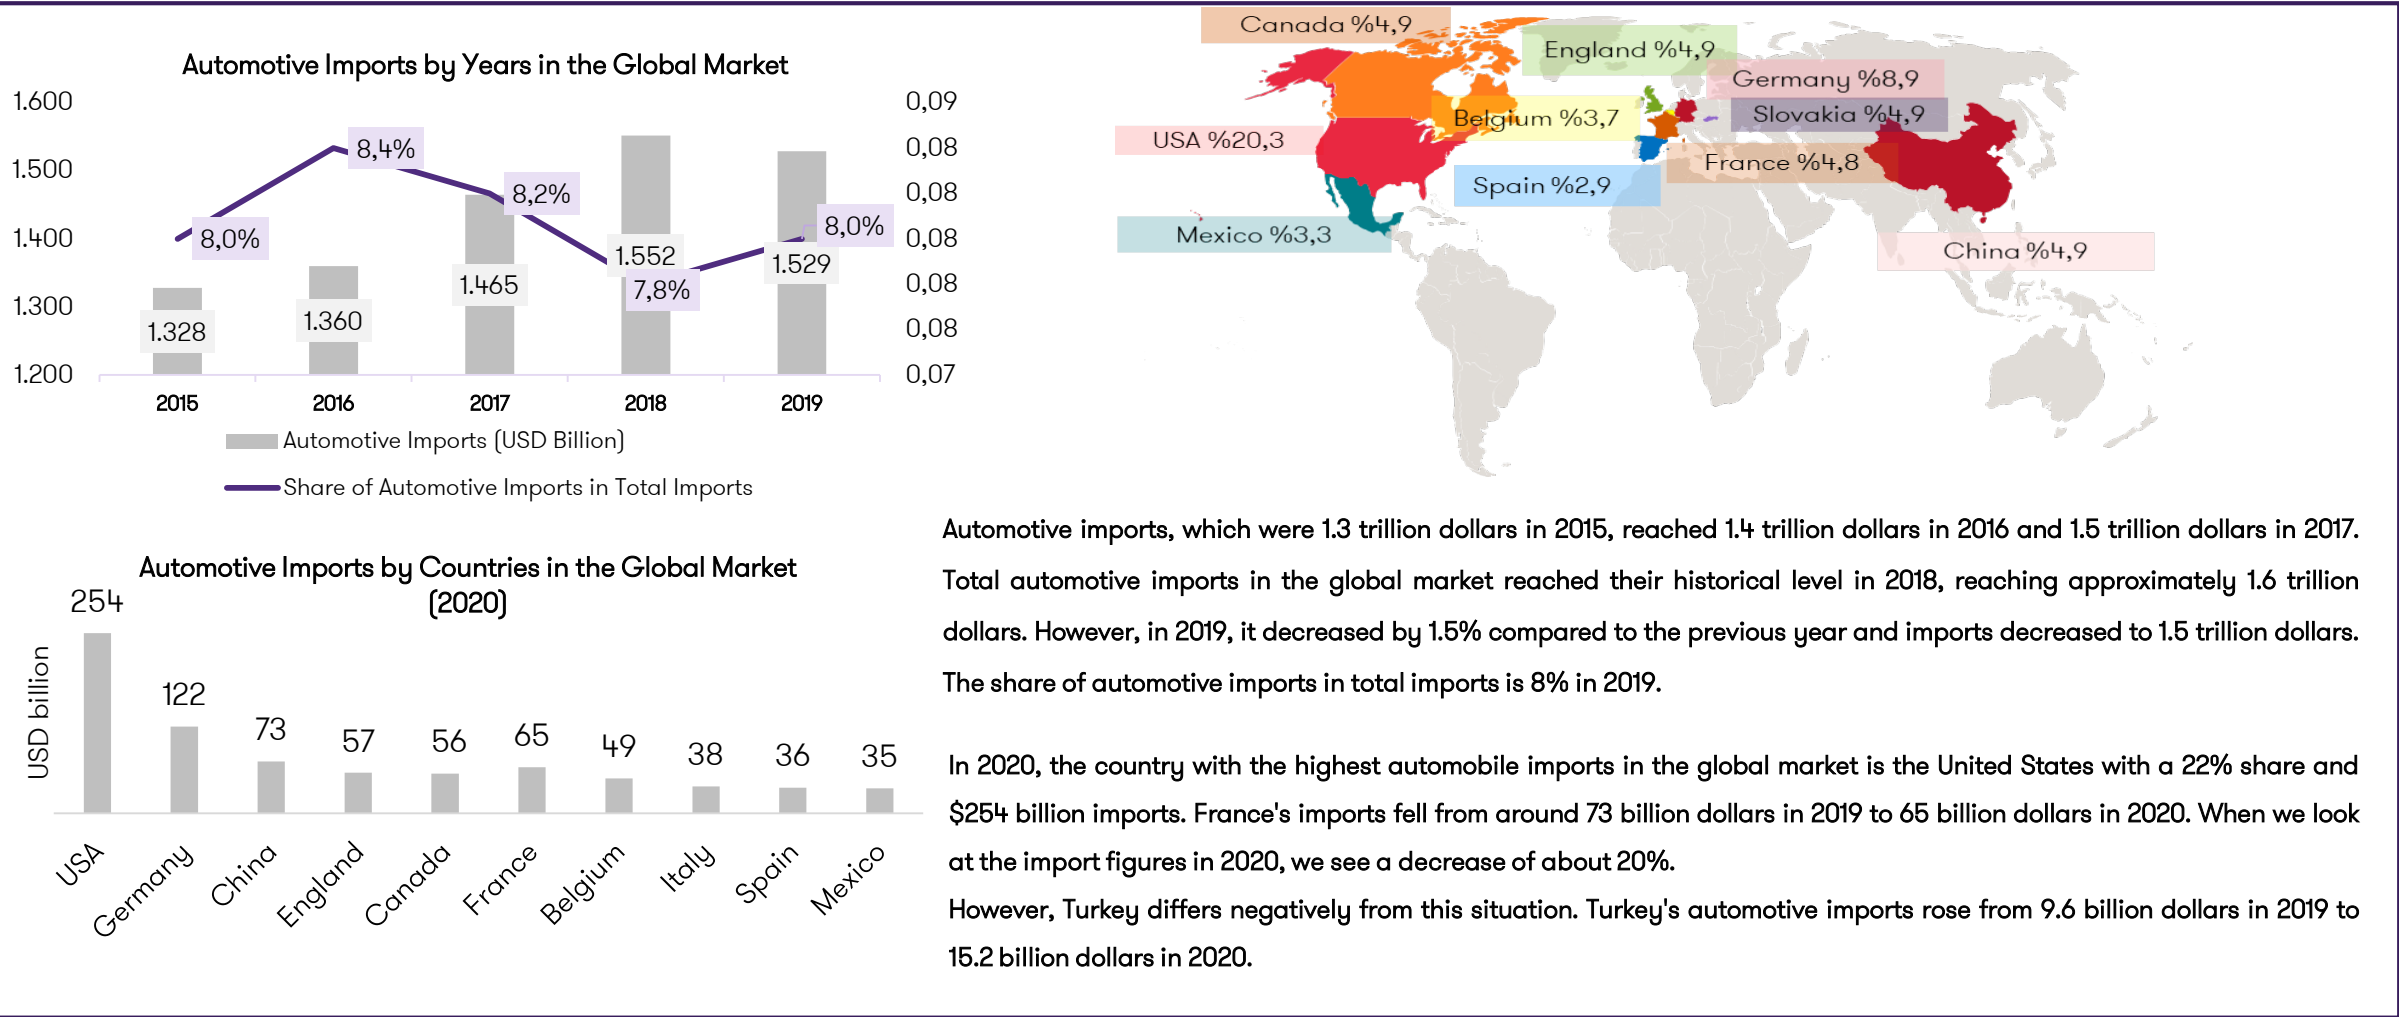 Automotive Imports by Years in the Global Market
1.600
1.500
1.400
1.300
1.200
0,09
0,08
0,08
0,08
0,08
0,08
0,07
8,0%
8,4%
8,2%
7,8%
8,0%
1.328
1.360
1.465
1.552
1.529
2015 2016 2017 2018 2019
Automotive Imports (USD Billion)
Share of Automotive Imports in Total Imports
Canada %4,9
England %4,9
Germany %8,9
Belgium %3,7
Slovakia %4,9
USA %20,3
France %4,8
Spain %2,9
Mexico %3,3
China %4,9
Automotive Imports by Countries in the Global Market
(2020)
USD billion
254 122 73 57 56 65 49 38 36 35
USA Germany China England Canada France Belgium Italy Spain Mexico
Automotive imports, which were 1.3 trillion dollars in 2015, reached 1.4 trillion dollars in 2016 and 1.5 trillion dollars in 2017.
Total automotive imports in the global market reached their historical level in 2018, reaching approximately 1.6 trillion
dollars. However, in 2019, it decreased by 1.5% compared to the previous year and imports decreased to 1.5 trillion dollars.
The share of automotive imports in total imports is 8% in 2019.
In 2020, the country with the highest automobile imports in the global market is the United States with a 22% share and
$254 billion imports. France's imports fell from around 73 billion dollars in 2019 to 65 billion dollars in 2020. When we look
at the import figures in 2020, we see a decrease of about 20%.
However, Turkey differs negatively from this situation. Turkey's automotive imports rose from 9.6 billion dollars in 2019 to
15.2 billion dollars in 2020.